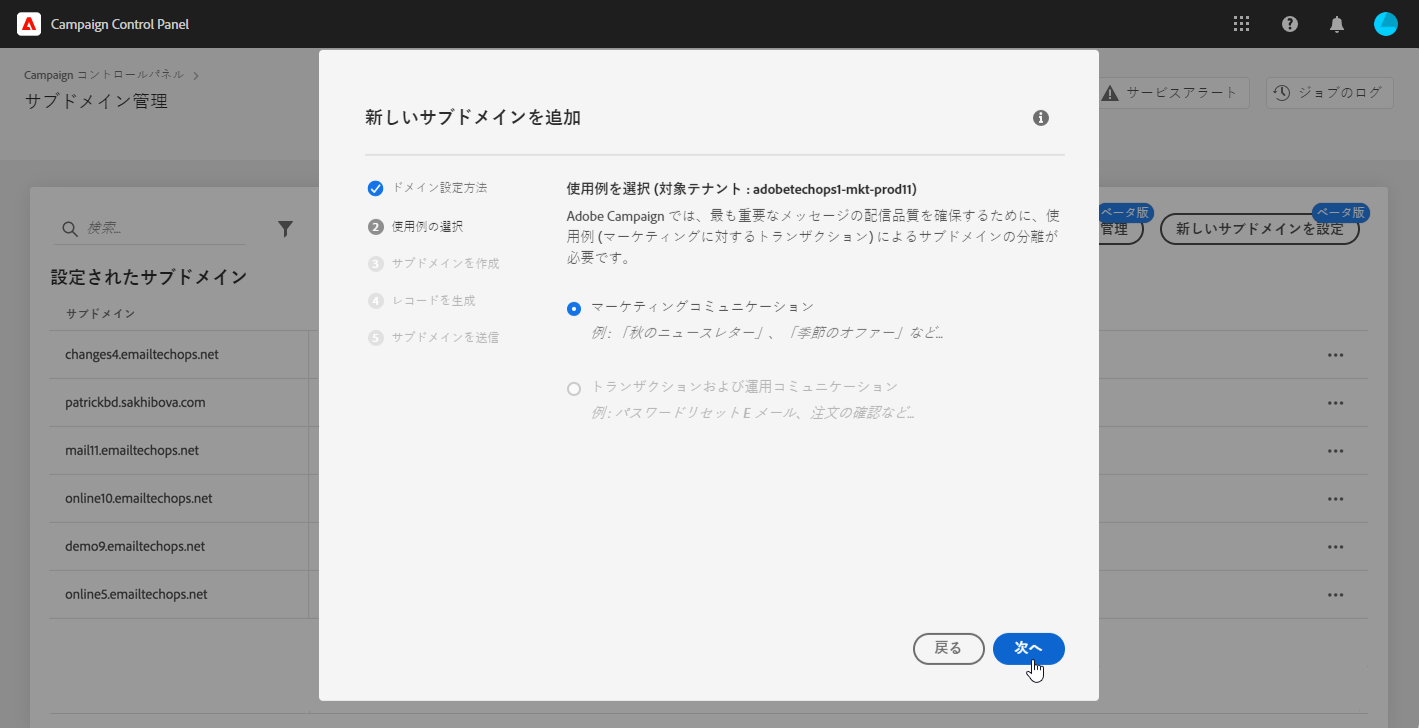 Campaign Control Panel
Campaign コントロールパネル
サブドメイン管理
サービスアラート
ジョブのログ
検索...
ベータ版
管理
ベータ版
新しいサブドメインを設定
設定されたサブドメイン
サブドメイン
changes4.emailtechops.net
patrickbd.sakhibova.com
mail11.emailtechops.net
online10.emailtechops.net
demo9.emailtechops.net
online5.emailtechops.net
新しいサブドメインを追加
ドメイン設定方法
2 使用例の選択
3 サブドメインを作成
4 レコードを生成
5 サブドメインを送信
使用例を選択 (対象テナント : adobetechops1-mkt-prod11)
Adobe Campaign では、最も重要なメッセージの配信品質を確保するために、使
用例 (マーケティングに対するトランザクション) によるサブドメインの分離が
必要です。
マーケティングコミュニケーション
例 : 「秋のニュースレター」、「季節のオファー」など...
トランザクションおよび運用コミュニケーション
例 : パスワードリセット E メール、注文の確認など...
戻る
次へ